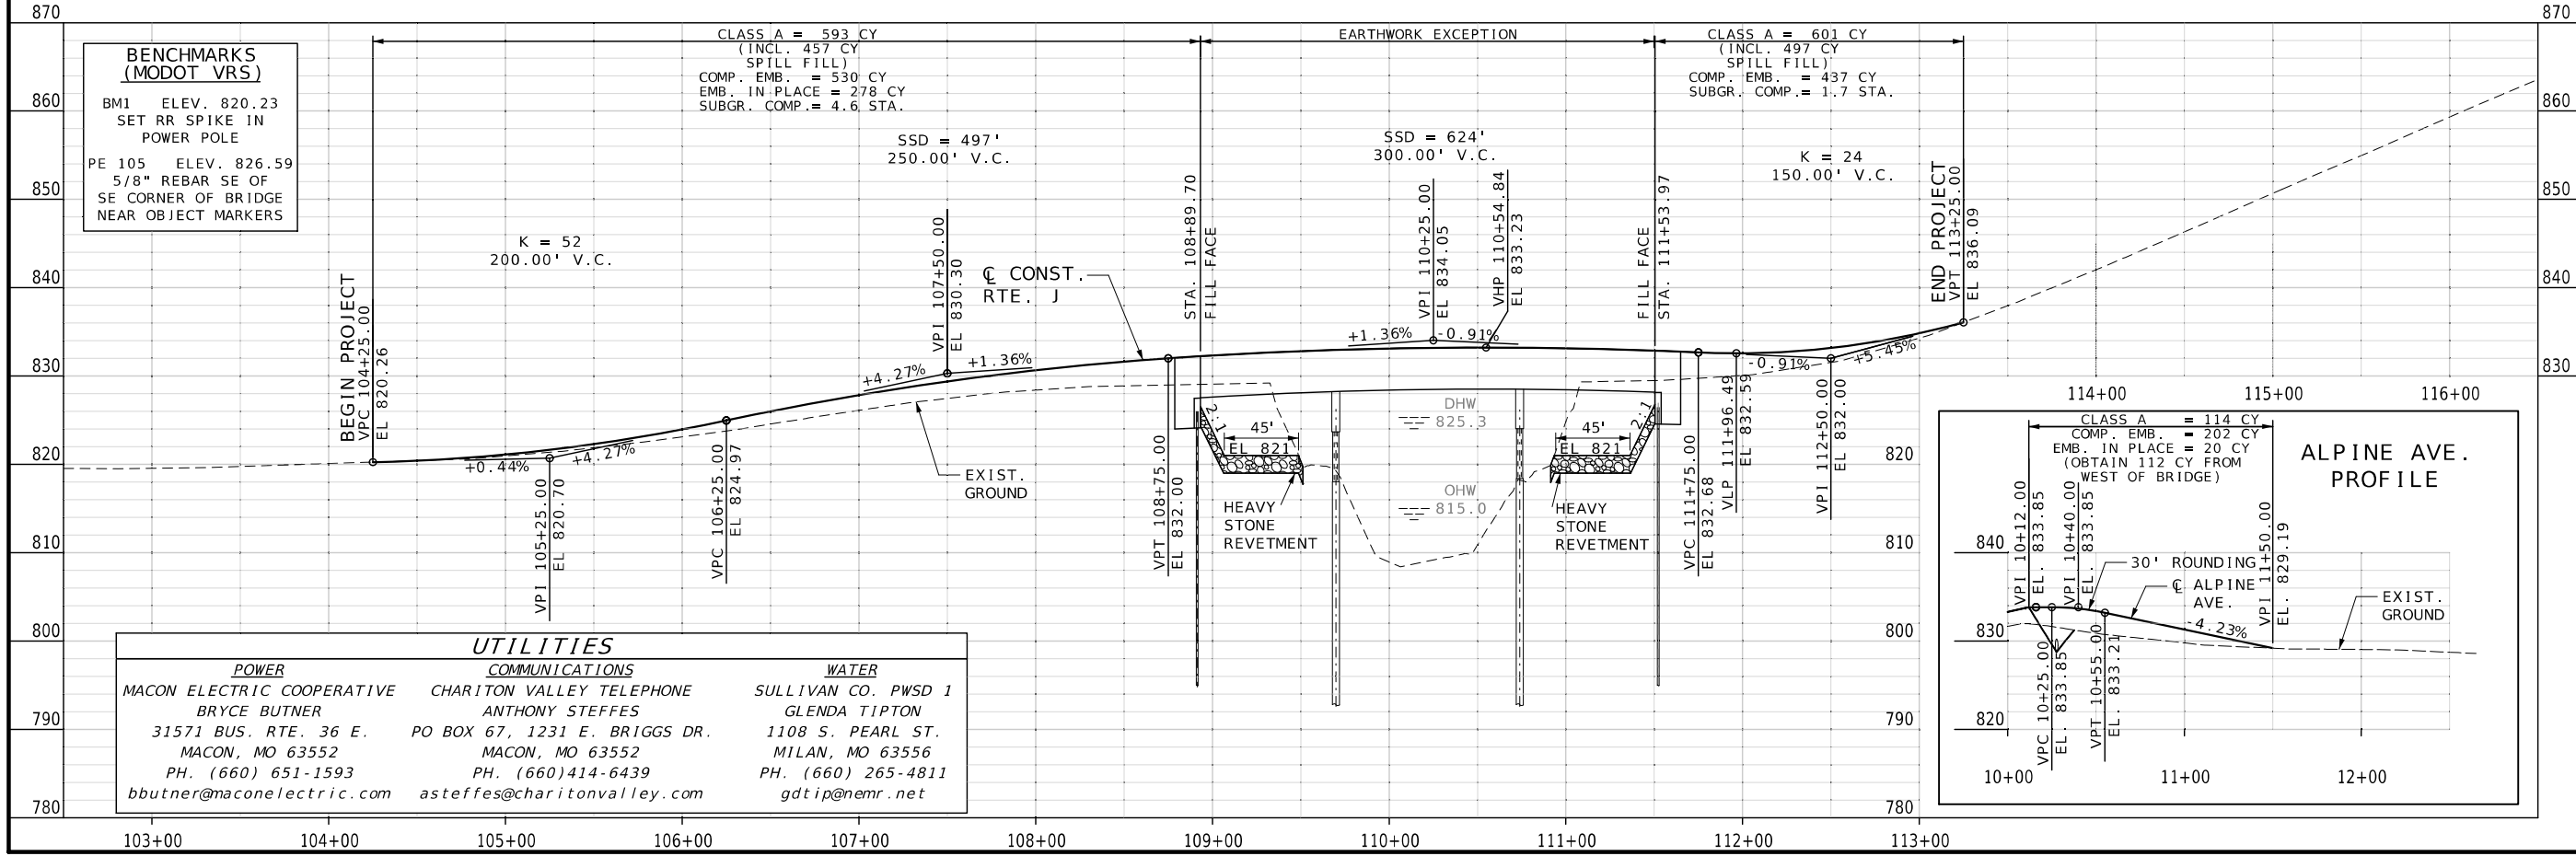 870
860
850
840
830
820
810
800
790
780
870
860
850
840
830
820
810
800
790
780
BENCHMARKS
(MODOT VRS)
BM1 ELEV. 820.23
SET RR SPIKE IN
POWER POLE
PE 105 ELEV. 826.59
5/8" REBAR SE OF
SE CORNER OF BRIDGE
NEAR OBJECT MARKERS
CLASS A = 593 CY
(INCL. 457 CY
SPILL FILL)
COMP. EMB. = 530 CY
EMB. IN PLACE = 278 CY
SUBGR. COMP.= 4.6 STA.
EARTHWORK EXCEPTION
CLASS A = 601 CY
(INCL. 497 CY
SPILL FILL)
COMP. EMB. = 437 CY
EMB. IN PLACE
SUBGR. COMP.= 1.7 STA.
K = 52
200.00' V.C.
SSD = 497'
250.00' V.C.
SSD = 624'
300.00' V.C.
K = 24
150.00' V.C.
BEGIN PROJECT
VPC 104+25.00
EL 820.26
+0.44%
+4.27%
VPI 105+25.00
EL 820.70
VPC 106+25.00
EL 824.97
+4.27%
+1.36%
VPI 107+50.00
EL 830.30
℄ CONST.
RTE. J
EXIST.
GROUND
VPT 108+75.00
EL 832.00
STA. 108+89.70
FILL FACE
2:1
45'
EL 821
HEAVY
STONE
REVETMENT
+1.36%
-0.91%
VPI 110+25.00
EL 834.05
VHP 110+54.84
EL 833.23
DHW
825.3
OHW
815.0
45'
EL 821
2:1
HEAVY
STONE
REVETMENT
FILL FACE
STA. 111+53.97
VPC 111+75.00
EL 832.68
VLP 111+96.49
EL 832.59
-0.91%
+5.45%
VPI 112+50.00
EL 832.00
END PROJECT
VPT 113+25.00
EL 836.09
114+00
115+00
116+00
UTILITIES
POWER
MACON ELECTRIC COOPERATIVE
BRYCE BUTNER
31571 BUS. RTE. 36 E.
MACON, MO 63552
PH. (660) 651-1593
bbutner@maconelectric.com
COMMUNICATIONS
CHARITON VALLEY TELEPHONE
ANTHONY STEFFES
PO BOX 67, 1231 E. BRIGGS DR.
MACON, MO 63552
PH. (660)414-6439
asteffes@charitonvalley.com
WATER
SULLIVAN CO. PWSD 1
GLENDA TIPTON
1108 S. PEARL ST.
MILAN, MO 63556
PH. (660) 265-4811
gdtip@nemr.net
ALPINE AVE.
PROFILE
CLASS A = 114 CY
COMP. EMB. = 202 CY
EMB. IN PLACE = 20 CY
(OBTAIN 112 CY FROM
WEST OF BRIDGE)
840
830
820
VPI 10+12.00
EL. 833.85
VPI 10+40.00
EL. 833.85
30' ROUNDING
℄ ALPINE
AVE.
VPI 11+50.00
EL. 829.19
EXIST.
GROUND
-4.23%
VPC 10+25.00
EL. 833.85
VPT 10+55.00
EL. 833.21
10+00
11+00
12+00
103+00
104+00
105+00
106+00
107+00
108+00
109+00
110+00
111+00
112+00
113+00